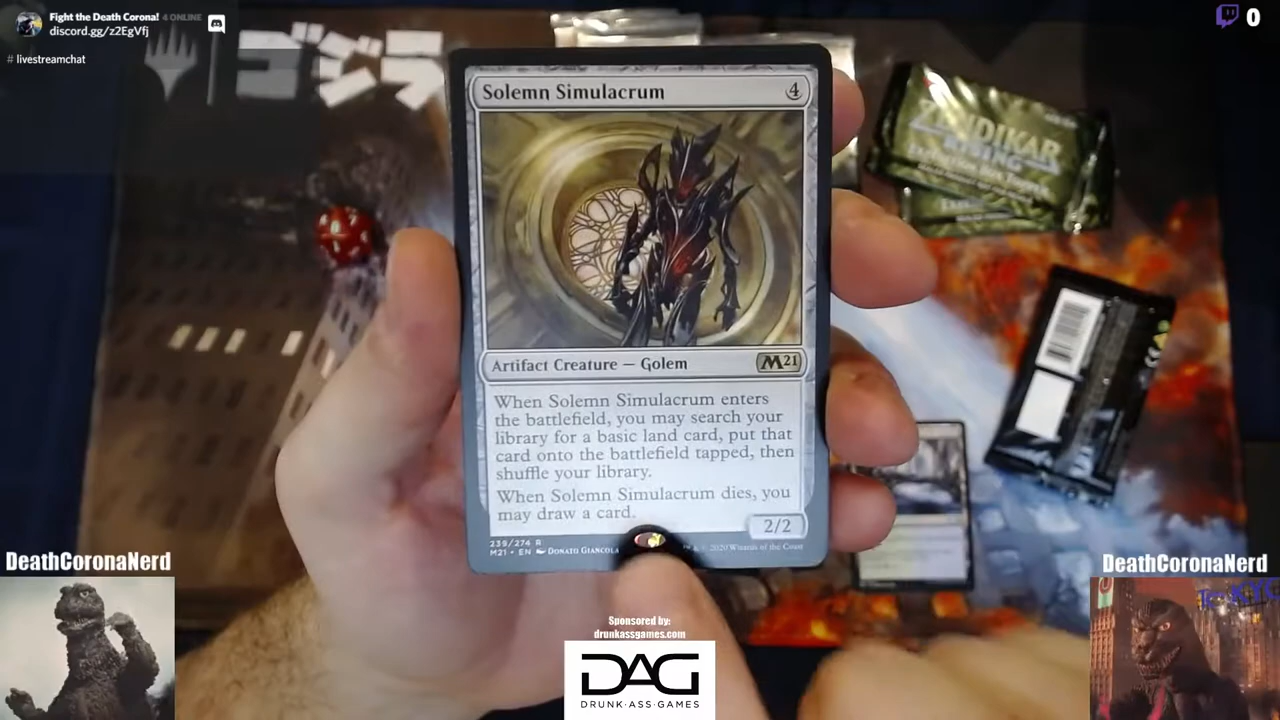 Fight the Death Corona! 4 ONLINE
discord.gg/z2EgVfj
# livestreamchat
0
ゴジラ
Solemn Simulacrum 4
ZENDIKAR
RISING
Artifact Creature — Golem M21
When Solemn Simulacrum enters
the battlefield, you may search your
library for a basic land card, put that
card onto the battlefield tapped, then
shuffle your library.
When Solemn Simulacrum dies, you
may draw a card.
2/2
239/274 R
M21 • EN DONATO GIANCOLA
™ & © 2020 Wizards of the Coast
DeathCoronaNerd
DeathCoronaNerd
Sponsored by:
drunkassgames.com
DAG
DRUNK·ASS·GAMES